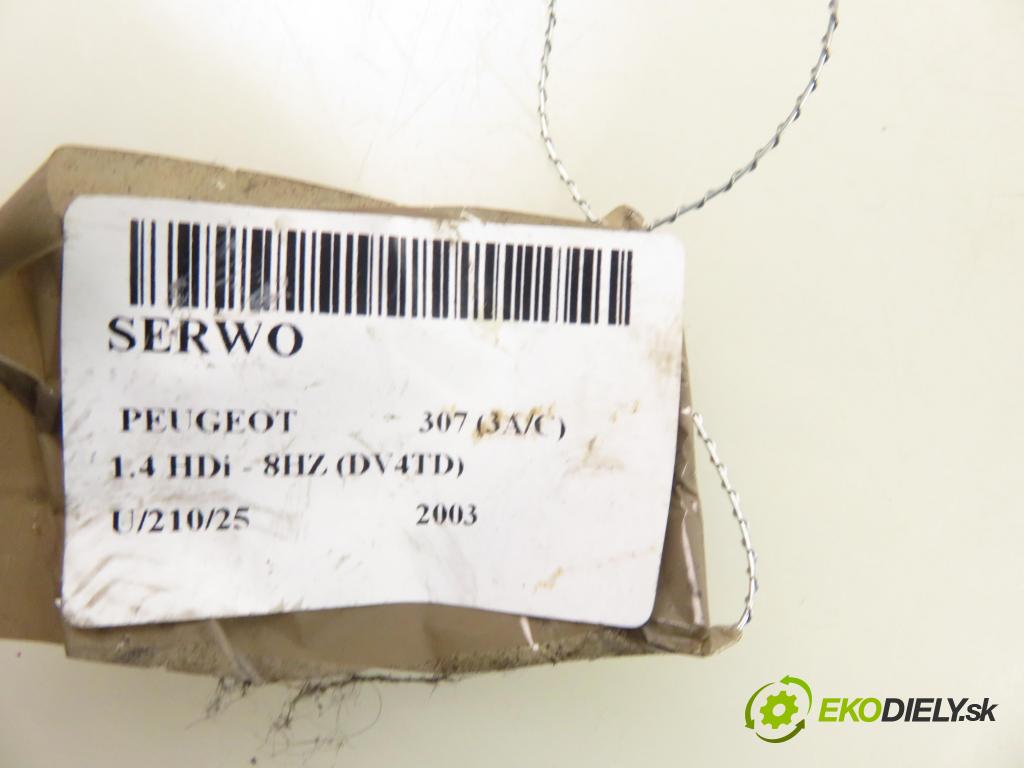 SERWO
PEUGEOT 307 (3A/C)
1.4 HDi - 8HZ (DV4TD)
U/210/25 2003
EKODIELY.sk